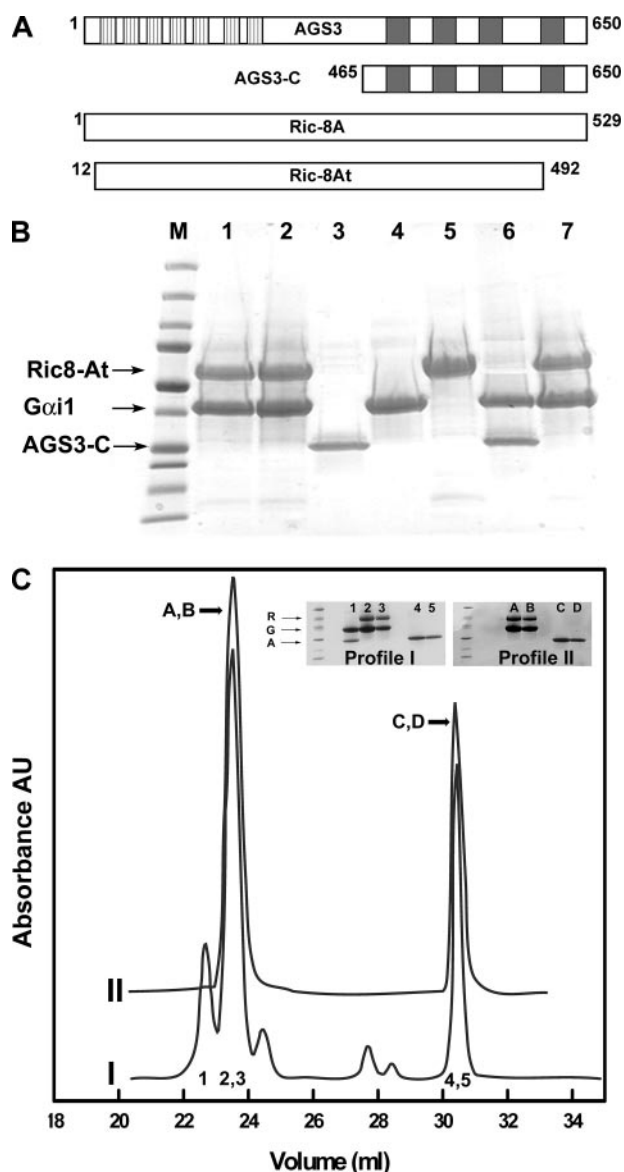 A
1 AGS3 650
AGS3-C 465 650
1 Ric-8A 529
12 Ric-8At 492
B M 1 2 3 4 5 6 7
Ric8-At
Gαi1
AGS3-C
C
A,B
1 2 3 4 5
R
G
A
Profile I
A B C D
Profile II
C,D
Absorbance AU
II
I
1 2,3 4,5
18 20 22 24 26 28 30 32 34
Volume (ml)